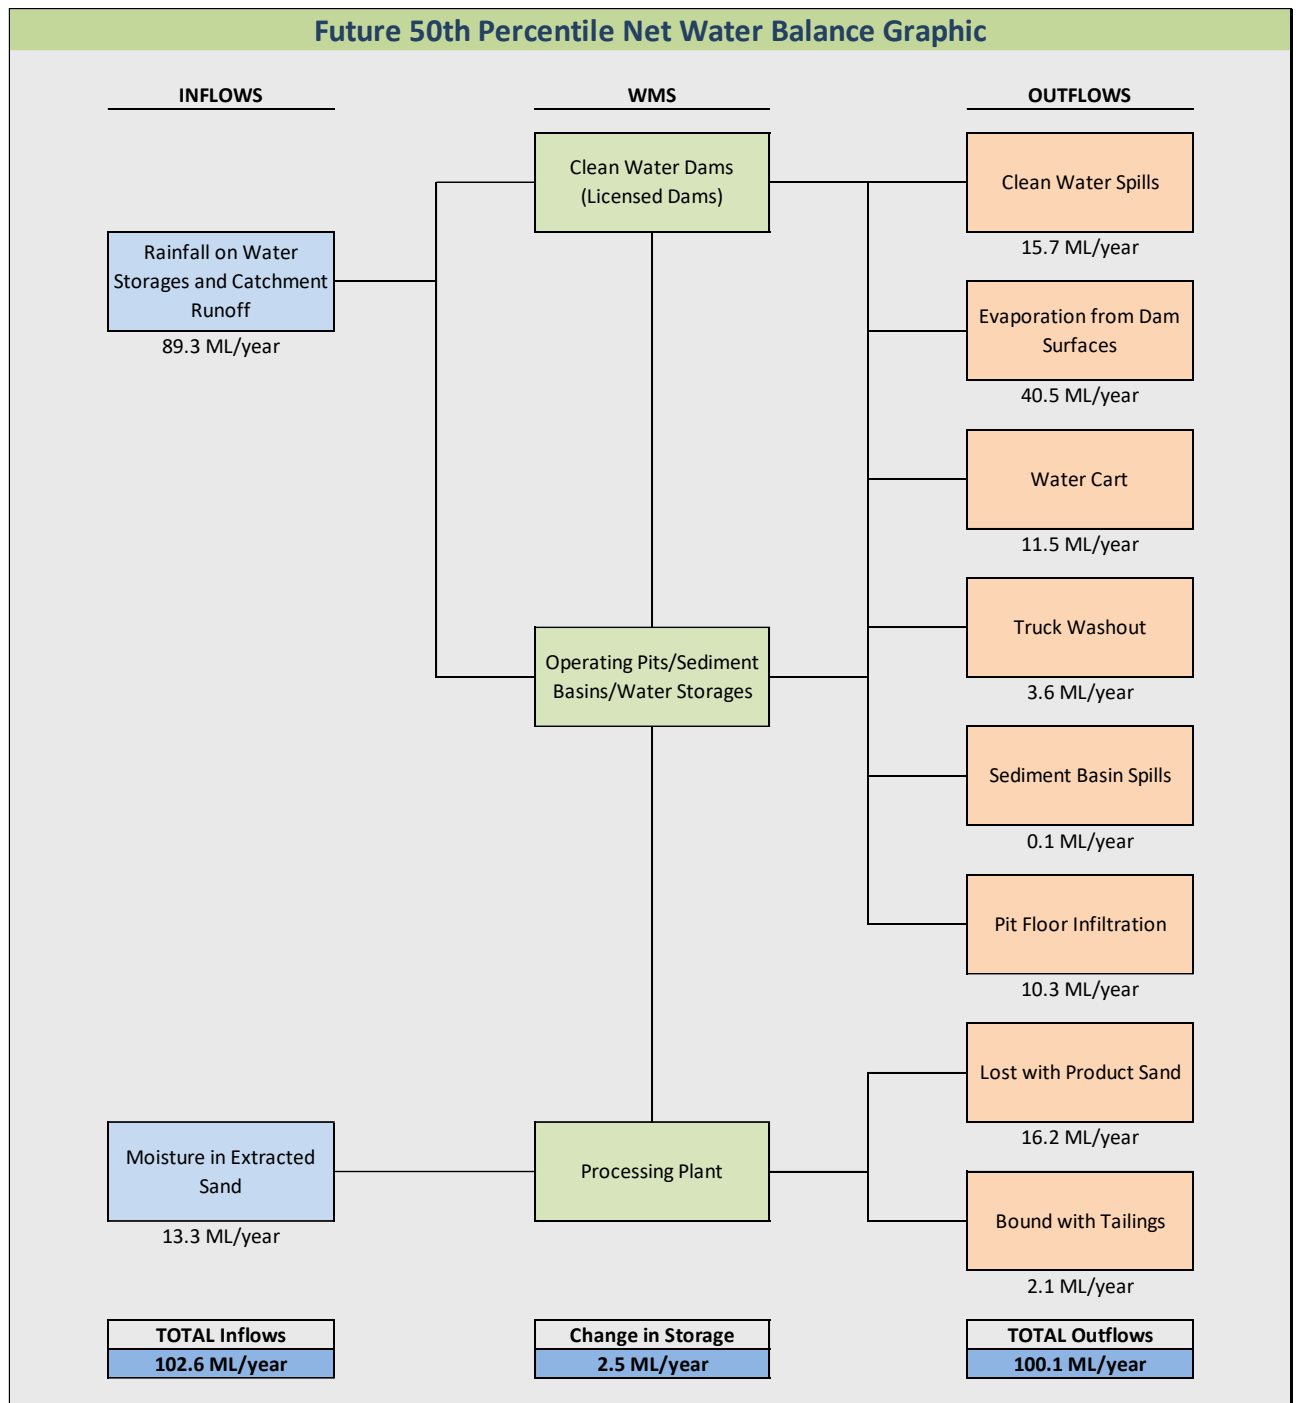 Future 50th Percentile Net Water Balance Graphic
INFLOWS
WMS
OUTFLOWS
Clean Water Dams
(Licensed Dams)
Clean Water Spills
15.7 ML/year
Rainfall on Water
Storages and Catchment
Runoff
89.3 ML/year
Evaporation from Dam
Surfaces
40.5 ML/year
Water Cart
11.5 ML/year
Truck Washout
3.6 ML/year
Operating Pits/Sediment
Basins/Water Storages
Sediment Basin Spills
0.1 ML/year
Pit Floor Infiltration
10.3 ML/year
Lost with Product Sand
16.2 ML/year
Moisture in Extracted
Sand
13.3 ML/year
Processing Plant
Bound with Tailings
2.1 ML/year
TOTAL Inflows
102.6 ML/year
Change in Storage
2.5 ML/year
TOTAL Outflows
100.1 ML/year